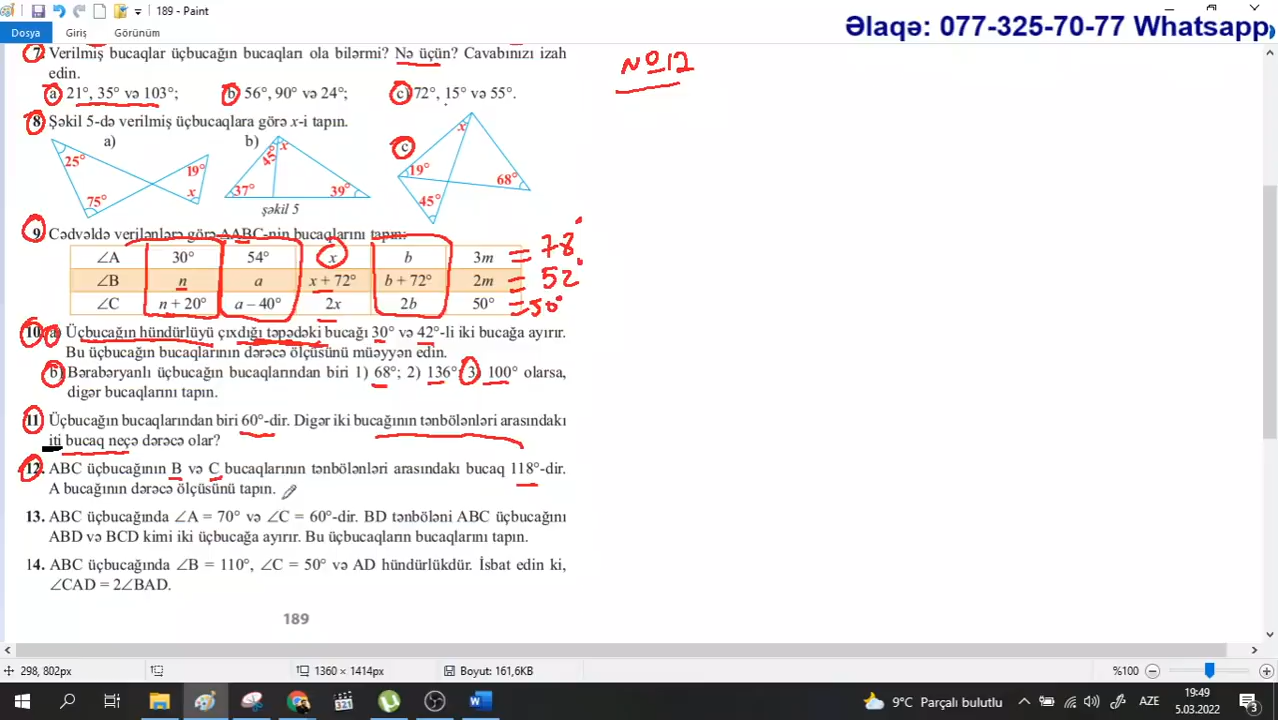 189 - Paint
Dosya Giriş Görünüm
Əlaqə: 077-325-70-77 Whatsapp
7. Verilmiş bucaqlar üçbucağın bucaqları ola bilərmi? Nə üçün? Cavabınızı izah
edin.
a) 21°, 35° və 103°; b) 56°, 90° və 24°; c) 72°, 15° və 55°.
8. Şəkil 5-də verilmiş üçbucaqlara görə x-i tapın.
a) b) c
25° 75° 19° x
45° x 37° 39°
x 19° 68° 45°
şəkil 5
9. Cədvəldə verilənlərə görə ΔABC-nin bucaqlarını tapın:
∠A 30° 54° x b 3m = 78°
∠B n a x + 72° b + 72° 2m = 52°
∠C n + 20° a – 40° 2x 2b 50° = 50°
10. a) Üçbucağın hündürlüyü çıxdığı təpədəki bucağı 30° və 42°-li iki bucağa ayırır.
Bu üçbucağın bucaqlarının dərəcə ölçüsünü müəyyən edin.
b) Bərabəryanlı üçbucağın bucaqlarından biri 1) 68°; 2) 136°; 3) 100° olarsa,
digər bucaqlarını tapın.
11. Üçbucağın bucaqlarından biri 60°-dir. Digər iki bucağının tənbölənləri arasındakı
iti bucaq neçə dərəcə olar?
12. ABC üçbucağının B və C bucaqlarının tənbölənləri arasındakı bucaq 118°-dir.
A bucağının dərəcə ölçüsünü tapın.
13. ABC üçbucağında ∠A = 70° və ∠C = 60°-dir. BD tənböləni ABC üçbucağını
ABD və BCD kimi iki üçbucağa ayırır. Bu üçbucaqların bucaqlarını tapın.
14. ABC üçbucağında ∠B = 110°, ∠C = 50° və AD hündürlükdür. İsbat edin ki,
∠CAD = 2∠BAD.
189
№12
298, 802px 1360 × 1414px Boyut: 161,6KB %100
9°C Parçalı bulutlu AZE 19:49
5.03.2022 3